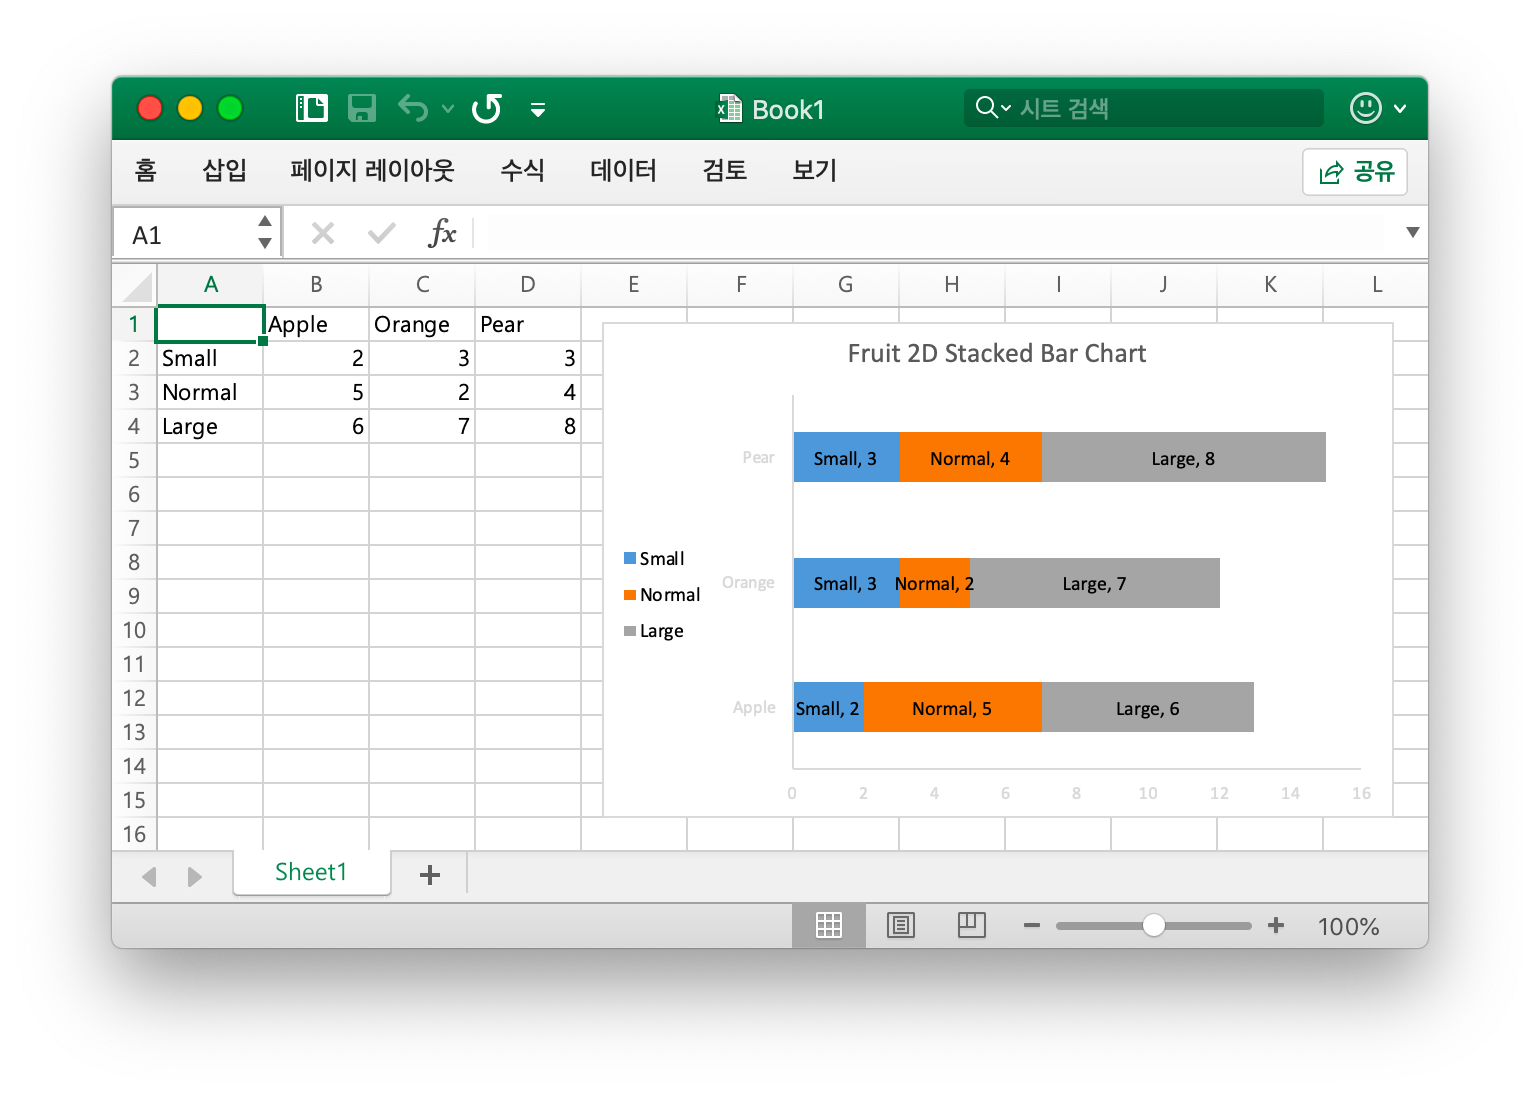 Book1
시트 검색
홈 삽입 페이지 레이아웃 수식 데이터 검토 보기 공유
A1 fx
A B C D E F G H I J K L
1 Apple Orange Pear
2 Small 2 3 3
3 Normal 5 2 4
4 Large 6 7 8
5
6
7
8
9
10
11
12
13
14
15
16
Fruit 2D Stacked Bar Chart
Pear Small, 3 Normal, 4 Large, 8
Small
Normal
Large
Orange Small, 3 Normal, 2 Large, 7
Apple Small, 2 Normal, 5 Large, 6
0 2 4 6 8 10 12 14 16
Sheet1
100%